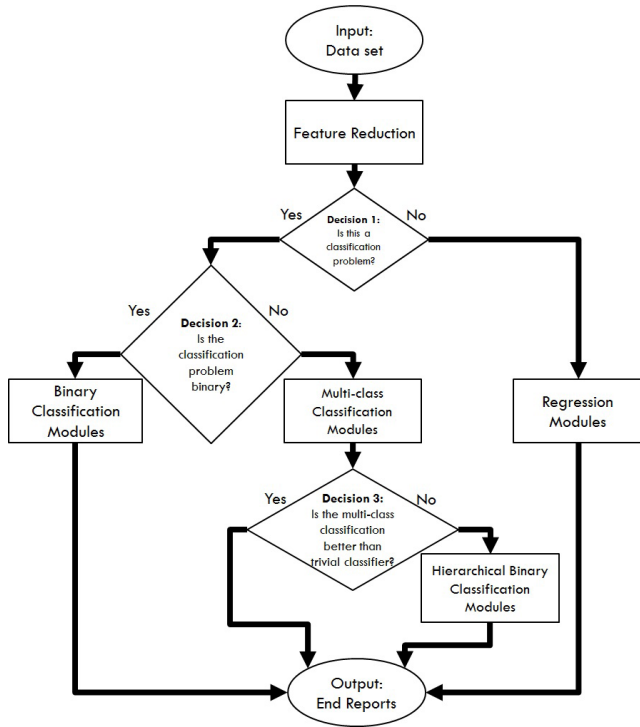 Input:
Data set
Feature Reduction
Yes
No
Decision 1:
Is this a
classification
problem?
Yes
No
Decision 2:
Is the
classification
problem
binary?
Binary
Classification
Modules
Multi-class
Classification
Modules
Regression
Modules
Yes
No
Decision 3:
Is the multi-class
classification
better than
trivial classifier?
Hierarchical Binary
Classification
Modules
Output:
End Reports